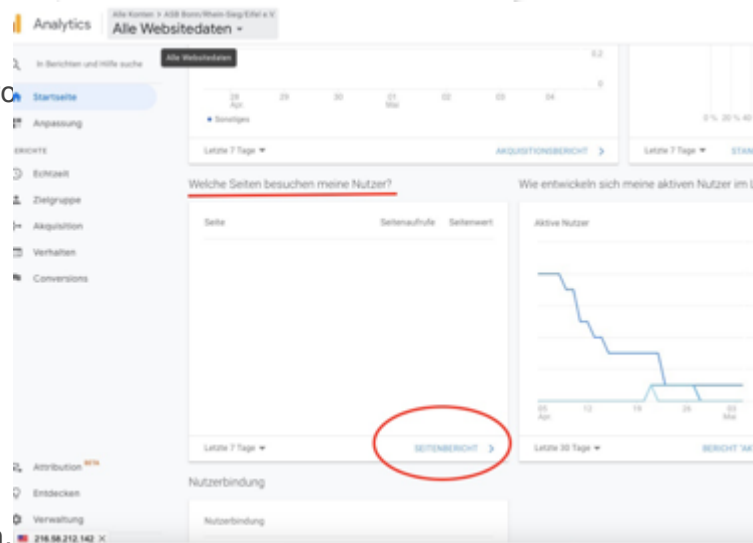 Alle Konten > ASB Bonn/Rhein-Sieg/Eifel e.V
Analytics
Alle Websitedaten
Alle Websitedaten
In Berichten und Hilfe suche
Startseite
Anpassung
Echtzeit
Zielgruppe
Akquisition
Verhalten
Conversions
Attribution BETA
Entdecken
Verwaltung
216.58.212.142 ×
0,2
0
28 Apr. 29 30 01 Mai 02 03 04
Sonstiges
Letzte 7 Tage
AKQUISITIONSBERICHT >
0 % 20 % 40
Letzte 7 Tage
STAN
Welche Seiten besuchen meine Nutzer?
Seite Seitenaufrufe Seitenwert
Letzte 7 Tage
SEITENBERICHT >
Wie entwickeln sich meine aktiven Nutzer im L
Aktive Nutzer
05 Apr. 12 19 26 03 Mai
Letzte 30 Tage
BERICHT "AK
Nutzerbindung
Nutzerbindung